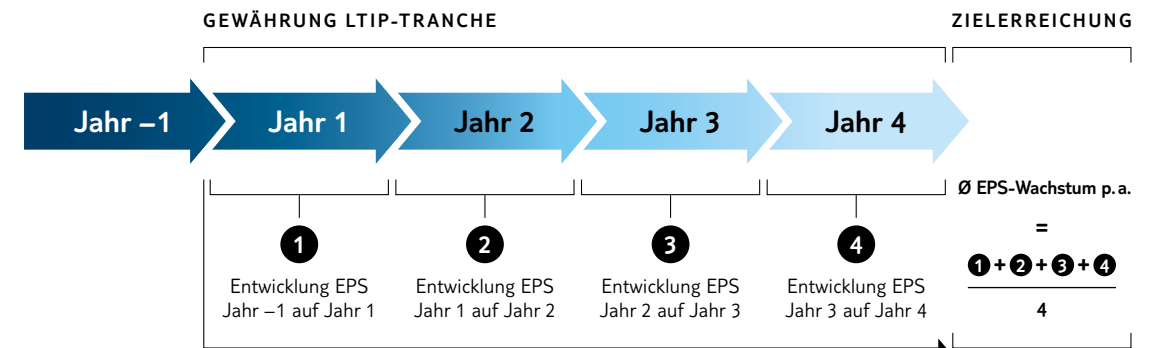 GEWÄHRUNG LTIP-TRANCHE
ZIELERREICHUNG
Jahr –1
Jahr 1
Jahr 2
Jahr 3
Jahr 4
1
Entwicklung EPS
Jahr –1 auf Jahr 1
2
Entwicklung EPS
Jahr 1 auf Jahr 2
3
Entwicklung EPS
Jahr 2 auf Jahr 3
4
Entwicklung EPS
Jahr 3 auf Jahr 4
Ø EPS-Wachstum p. a.
=
1 + 2 + 3 + 4
4